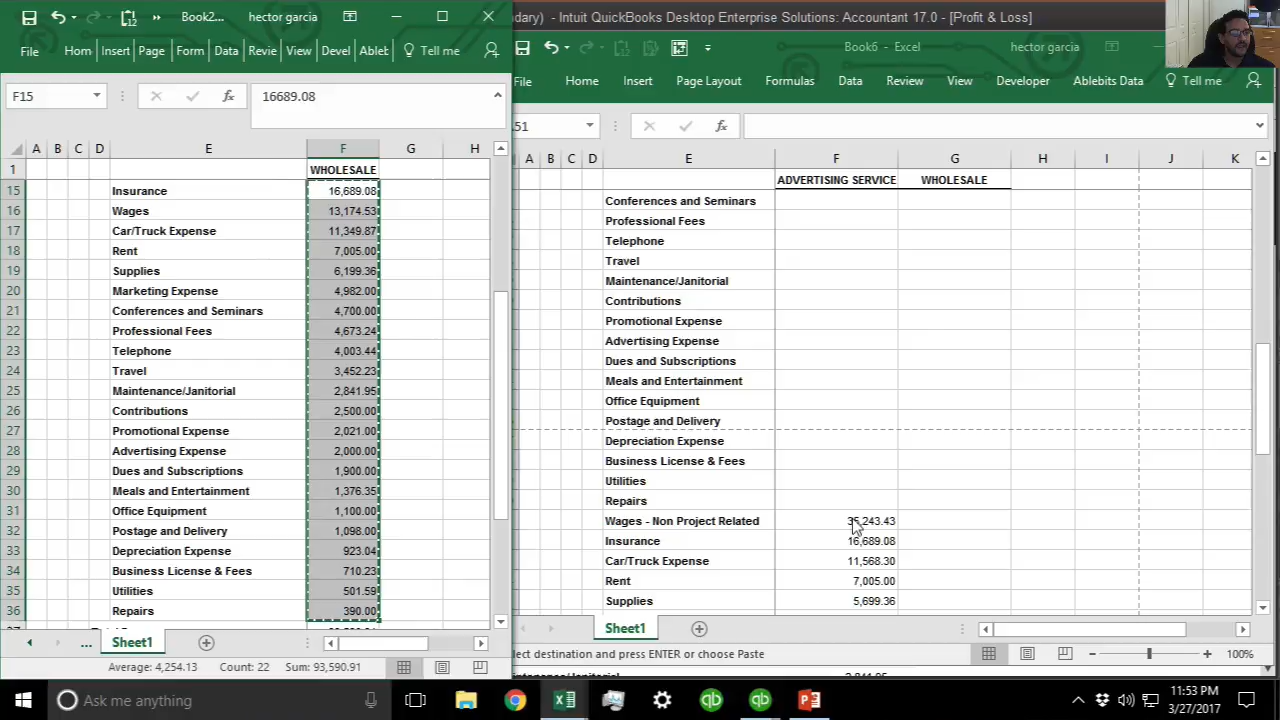 Book2... hector garcia
File Hom Insert Page Form Data Revie View Devel Ablet Tell me
F15 fx 16689.08
A B C D E F G H
1 WHOLESALE
15 Insurance 16,689.08
16 Wages 13,174.53
17 Car/Truck Expense 11,349.87
18 Rent 7,005.00
19 Supplies 6,199.36
20 Marketing Expense 4,982.00
21 Conferences and Seminars 4,700.00
22 Professional Fees 4,673.24
23 Telephone 4,003.44
24 Travel 3,452.23
25 Maintenance/Janitorial 2,841.95
26 Contributions 2,500.00
27 Promotional Expense 2,021.00
28 Advertising Expense 2,000.00
29 Dues and Subscriptions 1,900.00
30 Meals and Entertainment 1,376.35
31 Office Equipment 1,100.00
32 Postage and Delivery 1,098.00
33 Depreciation Expense 923.04
34 Business License & Fees 710.23
35 Utilities 501.59
36 Repairs 390.00
... Sheet1
Average: 4,254.13 Count: 22 Sum: 93,590.91
dary) - Intuit QuickBooks Desktop Enterprise Solutions: Accountant 17.0 - [Profit & Loss]
Book6 - Excel hector garcia
File Home Insert Page Layout Formulas Data Review View Developer Ablebits Data Tell me
51 fx
A B C D E F G H I J K
ADVERTISING SERVICE WHOLESALE
Conferences and Seminars
Professional Fees
Telephone
Travel
Maintenance/Janitorial
Contributions
Promotional Expense
Advertising Expense
Dues and Subscriptions
Meals and Entertainment
Office Equipment
Postage and Delivery
Depreciation Expense
Business License & Fees
Utilities
Repairs
Wages - Non Project Related 35,243.43
Insurance 16,689.08
Car/Truck Expense 11,568.30
Rent 7,005.00
Supplies 5,699.36
Sheet1
lect destination and press ENTER or choose Paste 100%
Ask me anything
11:53 PM
3/27/2017